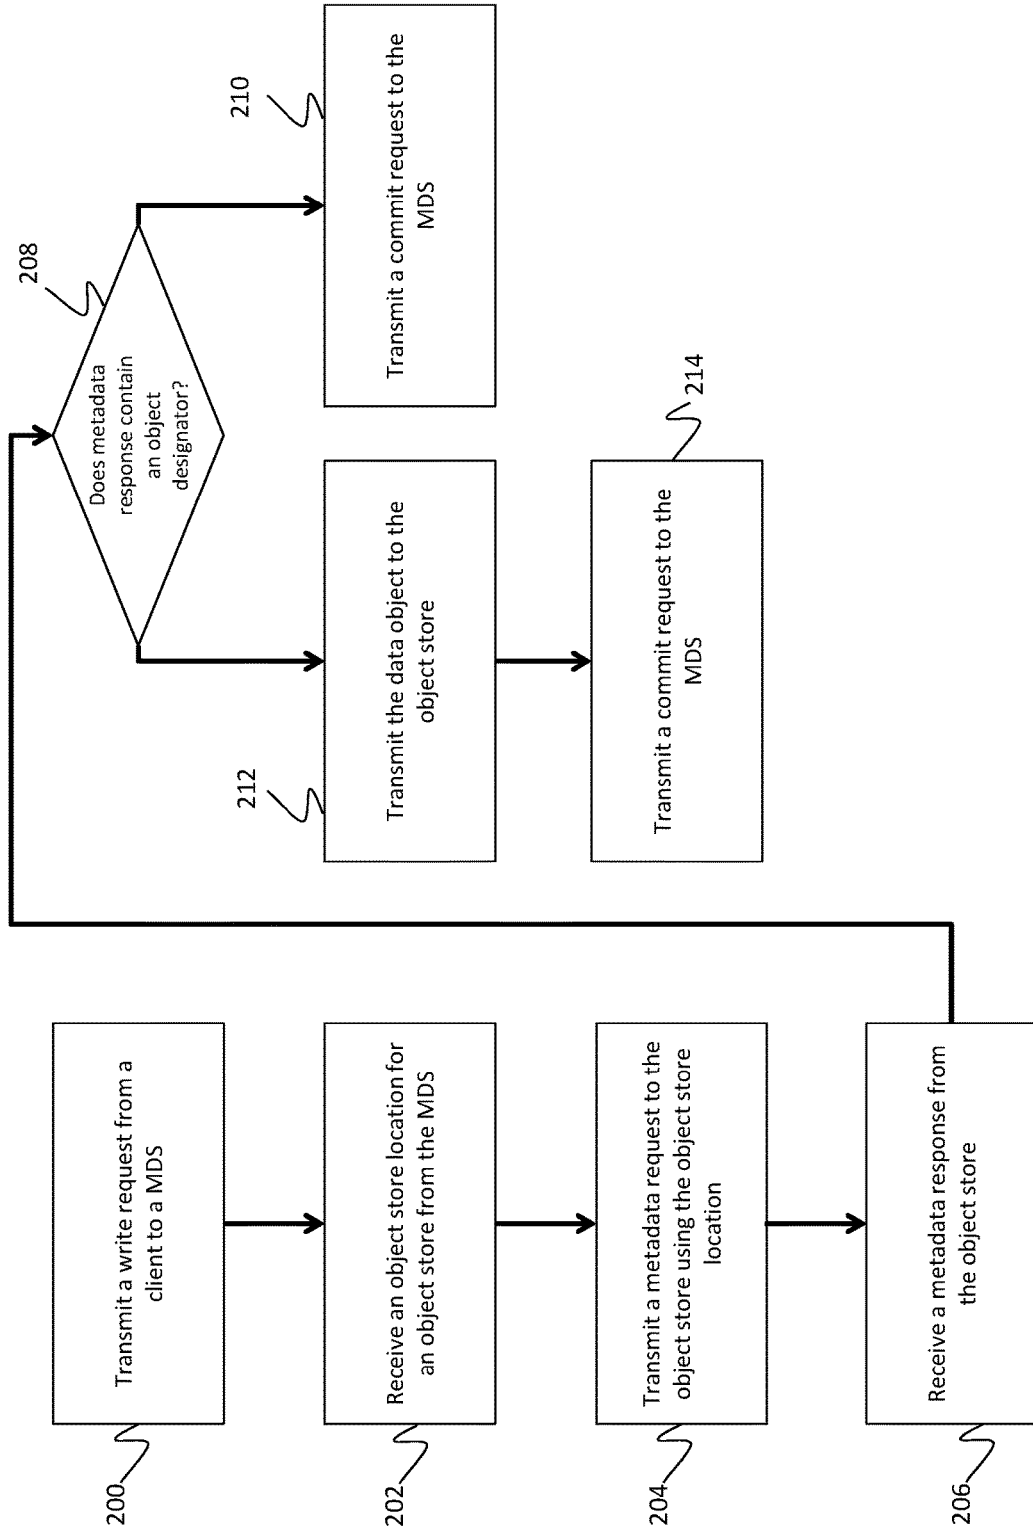 200
Transmit a write request from a
client to a MDS
202
Receive an object store location for
an object store from the MDS
204
Transmit a metadata request to the
object store using the object store
location
206
Receive a metadata response from
the object store
208
Does metadata
response contain
an object
designator?
212
Transmit the data object to the
object store
214
Transmit a commit request to the
MDS
210
Transmit a commit request to the
MDS